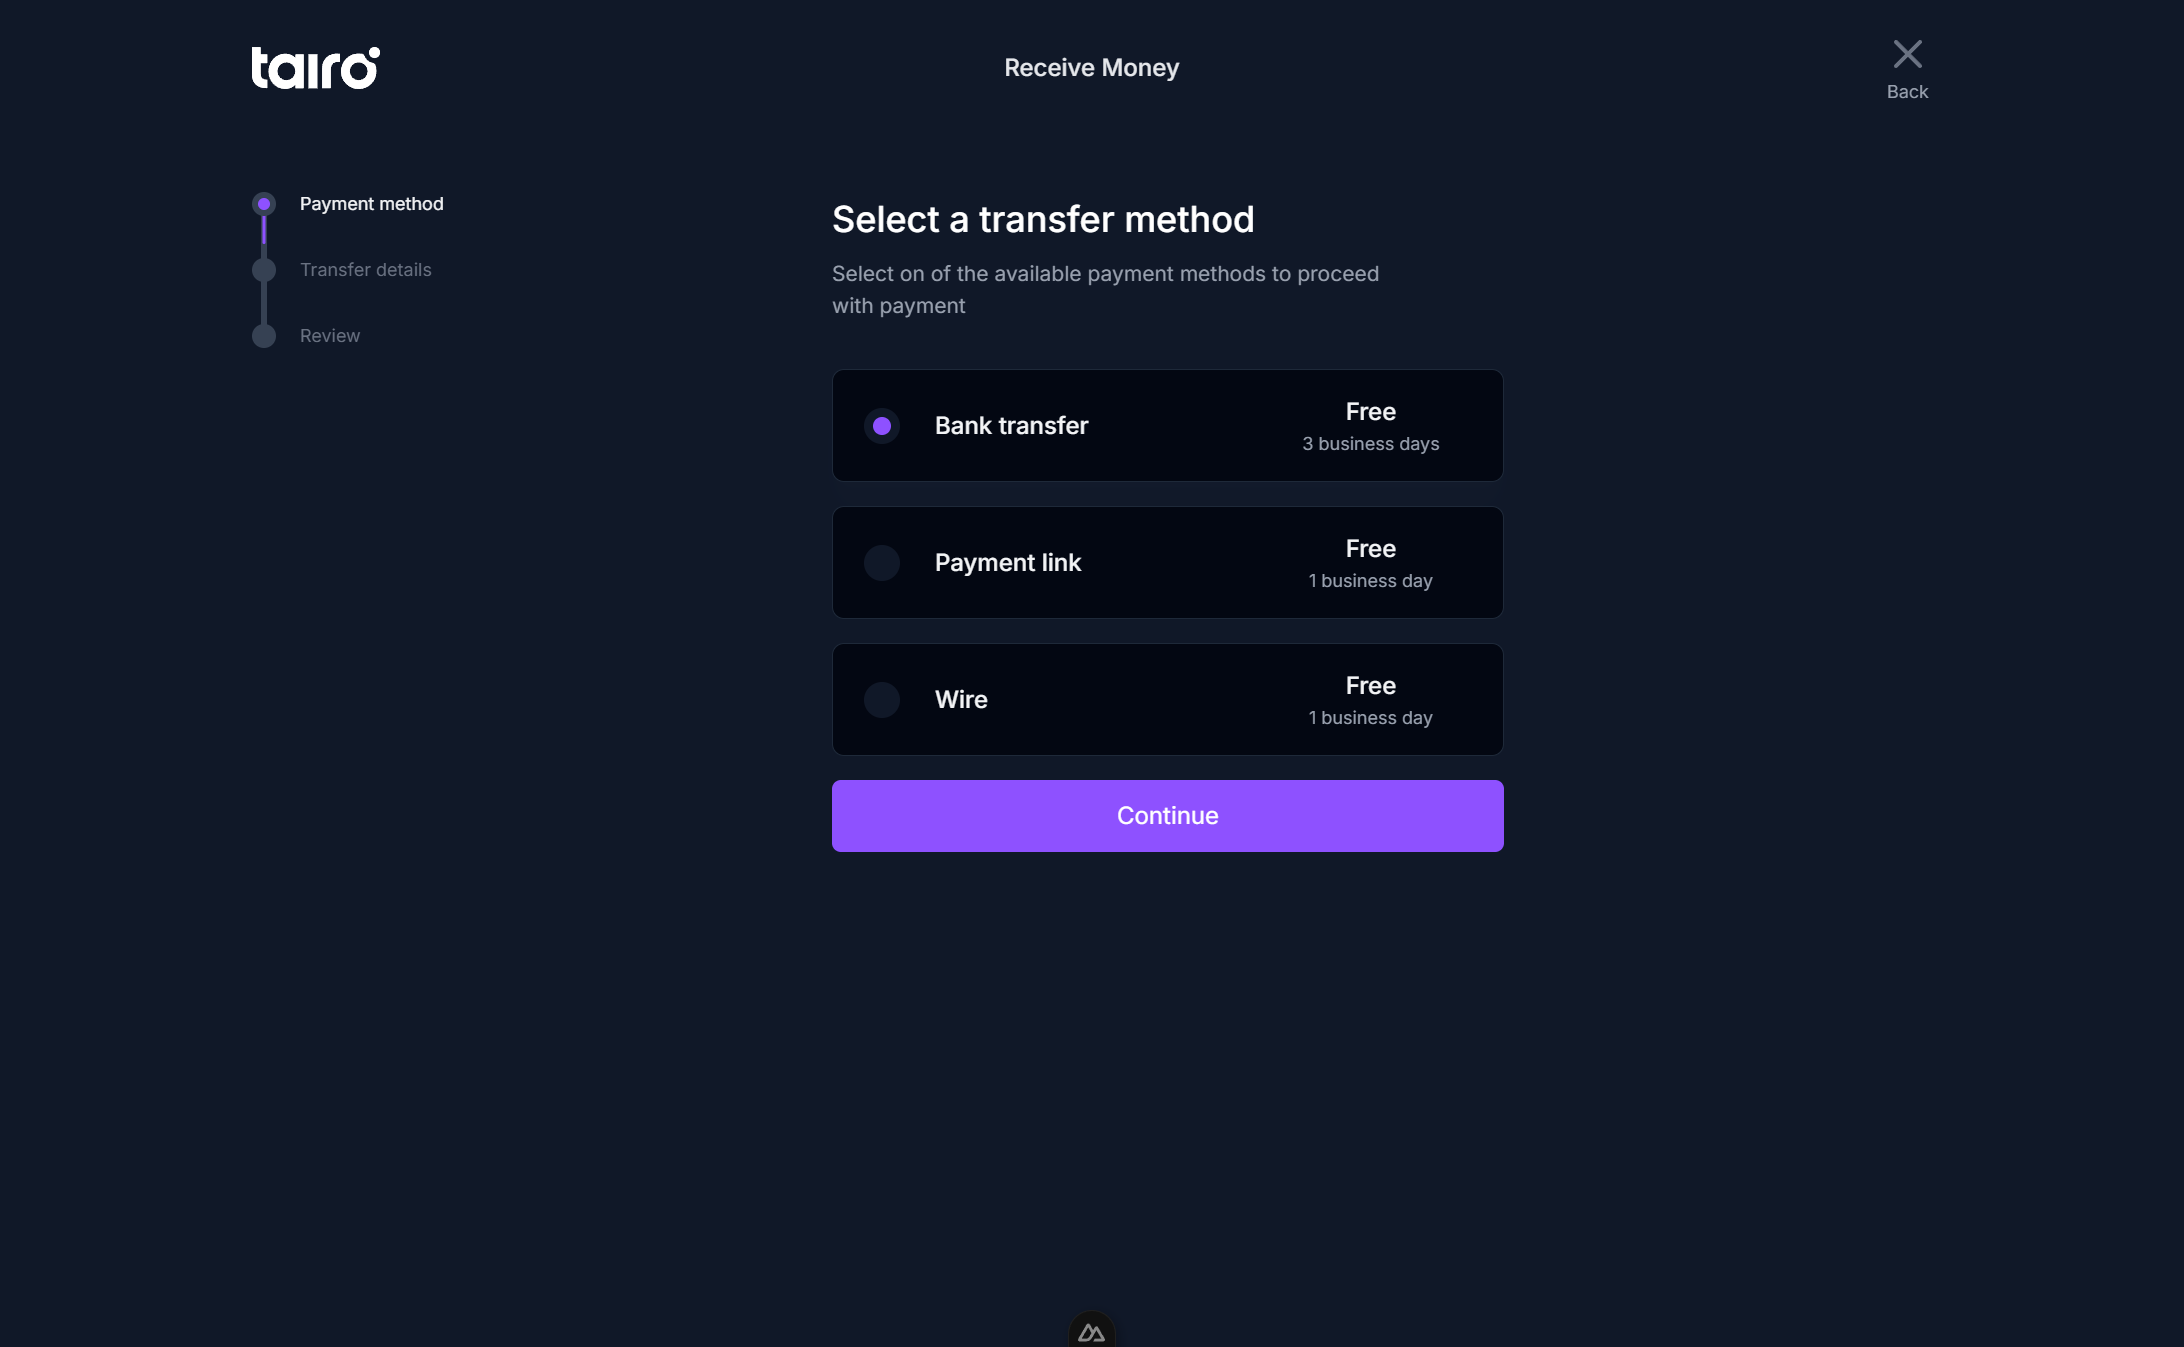 tairo
Receive Money
Back
Payment method
Transfer details
Review
Select a transfer method
Select on of the available payment methods to proceed
with payment
Bank transfer
Free
3 business days
Payment link
Free
1 business day
Wire
Free
1 business day
Continue